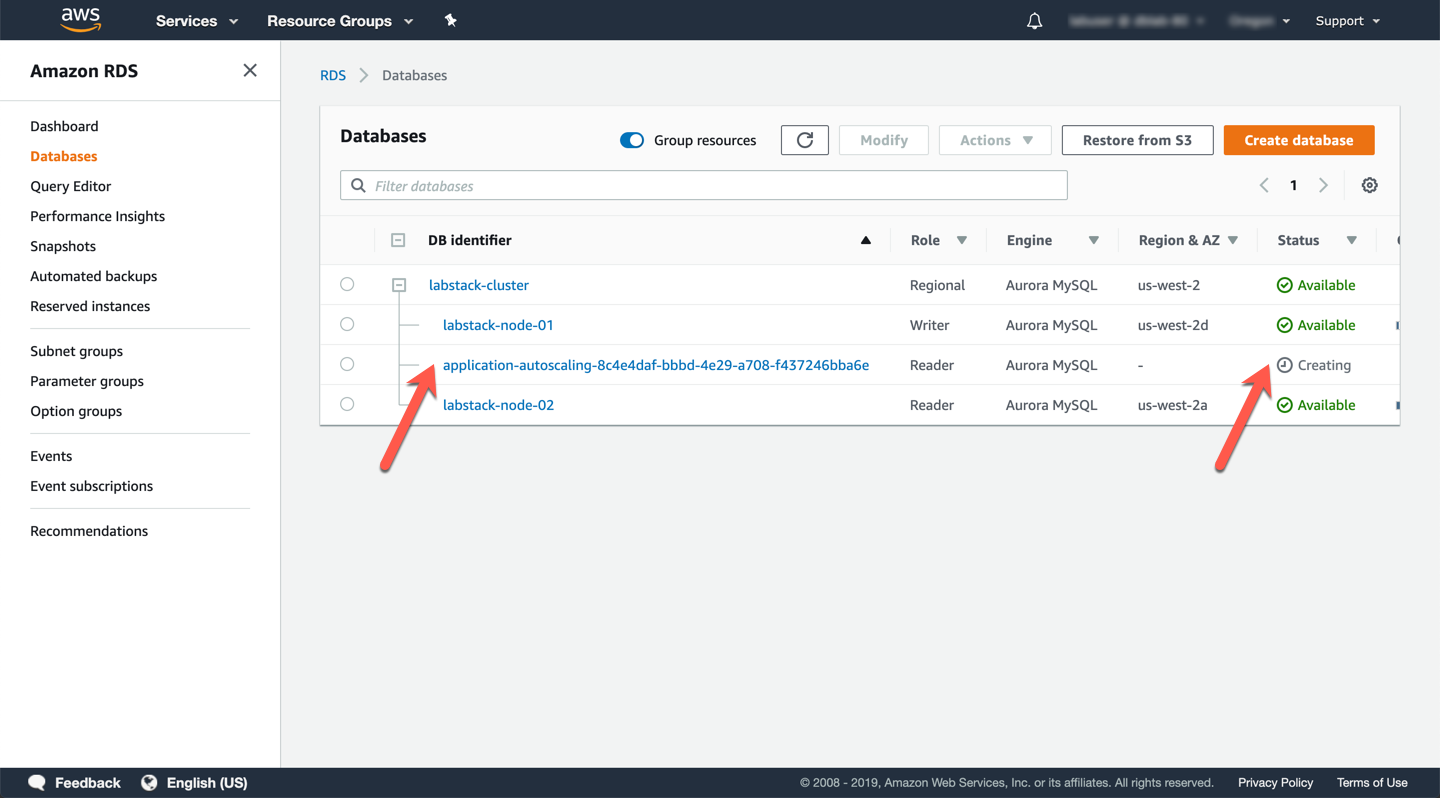 aws Services Resource Groups Support
Amazon RDS
Dashboard
Databases
Query Editor
Performance Insights
Snapshots
Automated backups
Reserved instances
Subnet groups
Parameter groups
Option groups
Events
Event subscriptions
Recommendations
RDS Databases
Databases Group resources Modify Actions Restore from S3 Create database
Filter databases 1
DB identifier Role Engine Region & AZ Status
labstack-cluster Regional Aurora MySQL us-west-2 Available
labstack-node-01 Writer Aurora MySQL us-west-2d Available
application-autoscaling-8c4e4daf-bbbd-4e29-a708-f437246bba6e Reader Aurora MySQL - Creating
labstack-node-02 Reader Aurora MySQL us-west-2a Available
Feedback English (US) © 2008 - 2019, Amazon Web Services, Inc. or its affiliates. All rights reserved. Privacy Policy Terms of Use